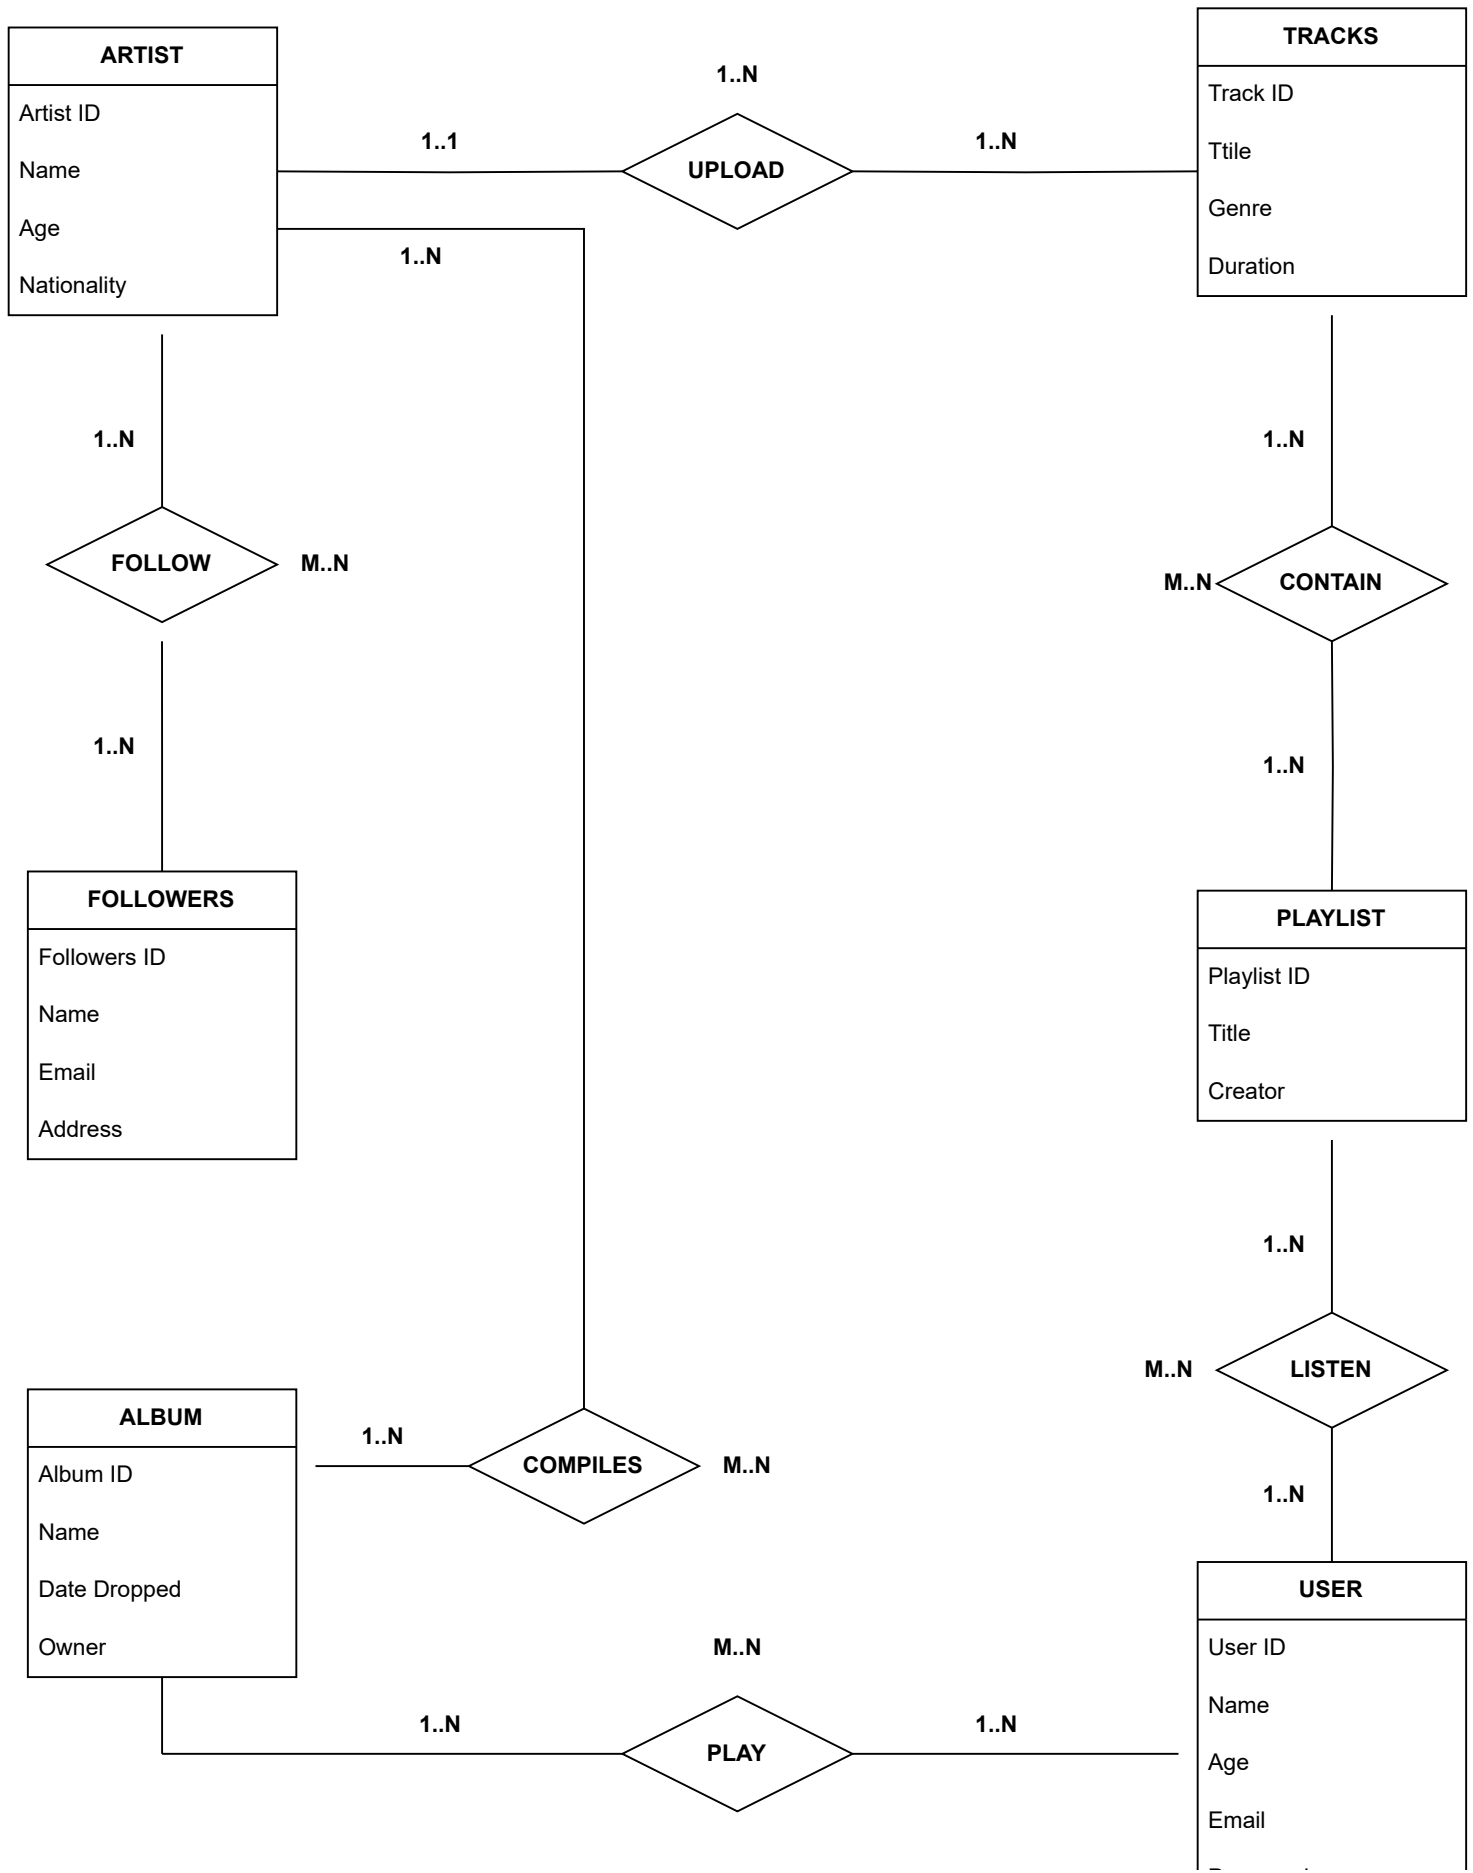 ARTIST
Artist ID
Name
Age
Nationality
1..1
1..N
UPLOAD
1..N
TRACKS
Track ID
Ttile
Genre
Duration
1..N
1..N
FOLLOW
M..N
1..N
1..N
M..N
CONTAIN
1..N
FOLLOWERS
Followers ID
Name
Email
Address
PLAYLIST
Playlist ID
Title
Creator
1..N
M..N
LISTEN
1..N
ALBUM
Album ID
Name
Date Dropped
Owner
1..N
COMPILES
M..N
M..N
1..N
PLAY
1..N
USER
User ID
Name
Age
Email